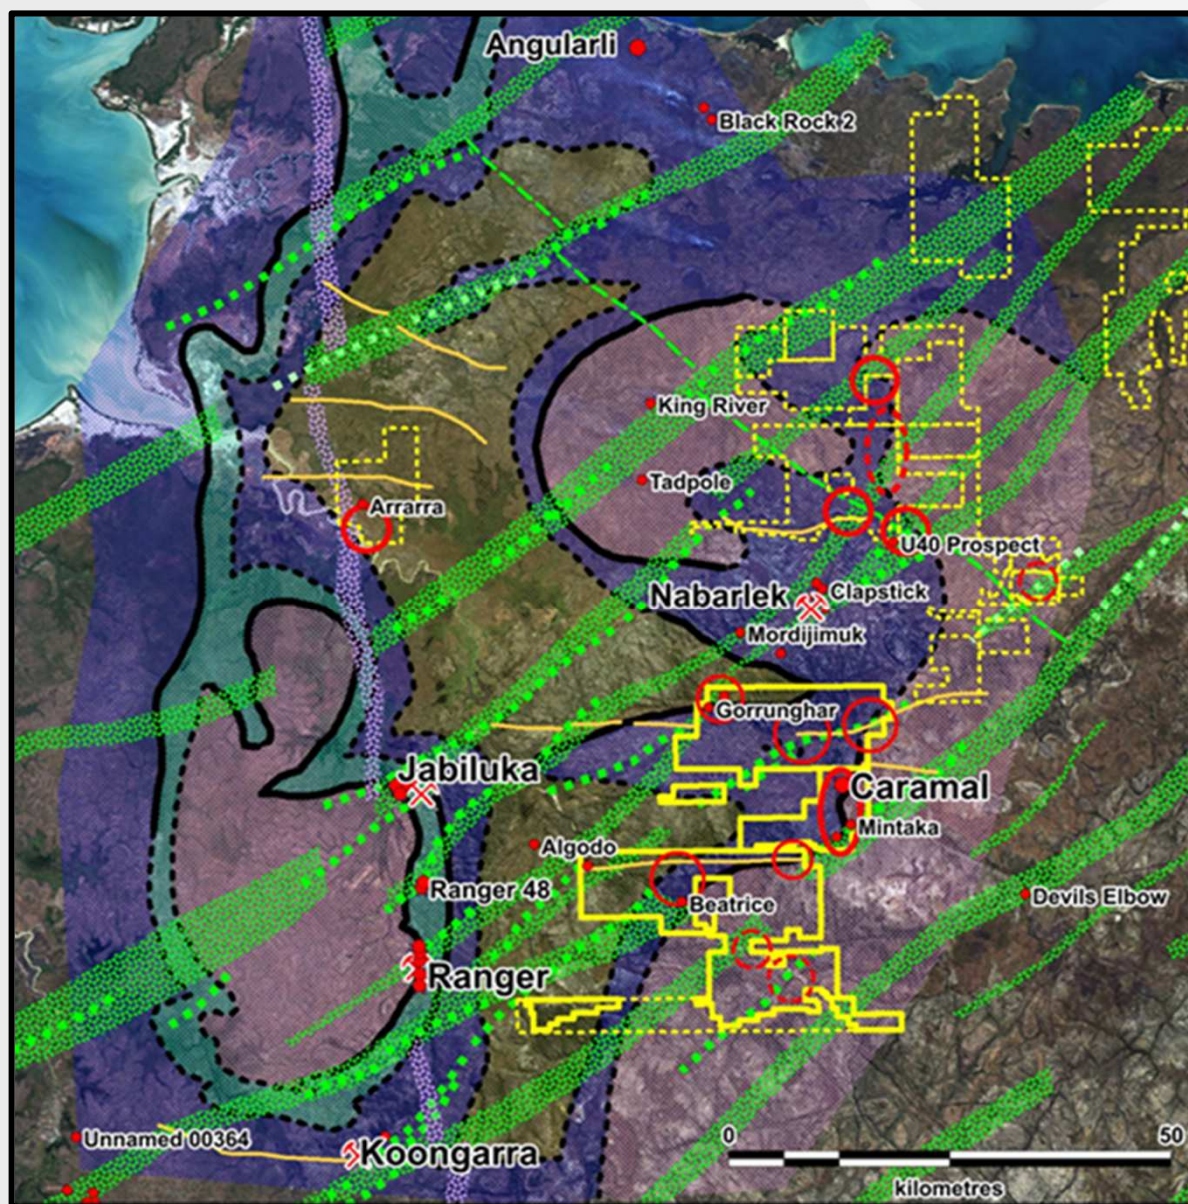 Angularli
Black Rock 2
King River
Tadpole
Arrarra
U40 Prospect
Nabarlek
Clapstick
Mordijimuk
Gorrunghar
Jabiluka
Caramal
Mintaka
Algodo
Ranger 48
Beatrice
Devils Elbow
Ranger
Unnamed 00364
Koongarra
0
50
kilometres